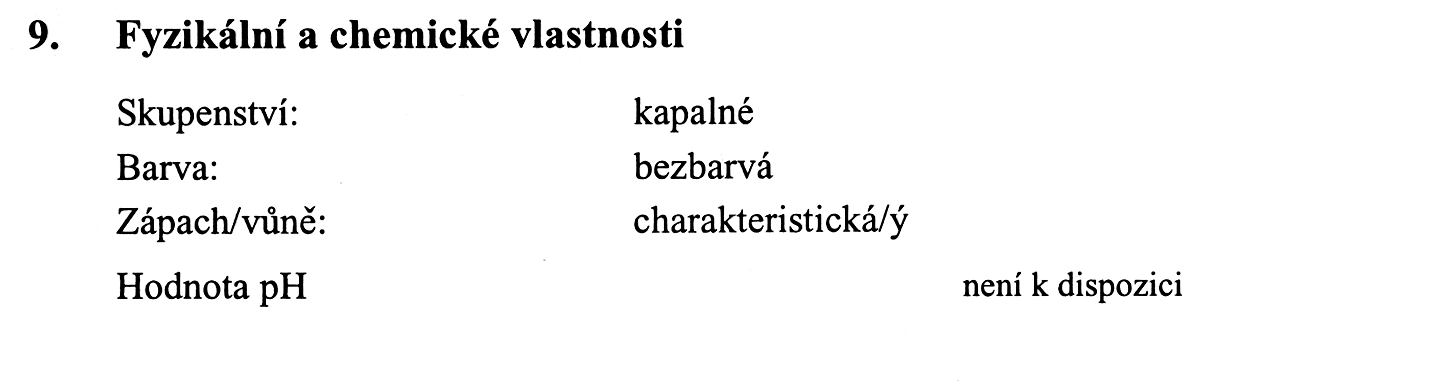 9. Fyzikální a chemické vlastnosti
Skupenství: kapalné
Barva: bezbarvá
Zápach/vůně: charakteristická/ý
Hodnota pH není k dispozici